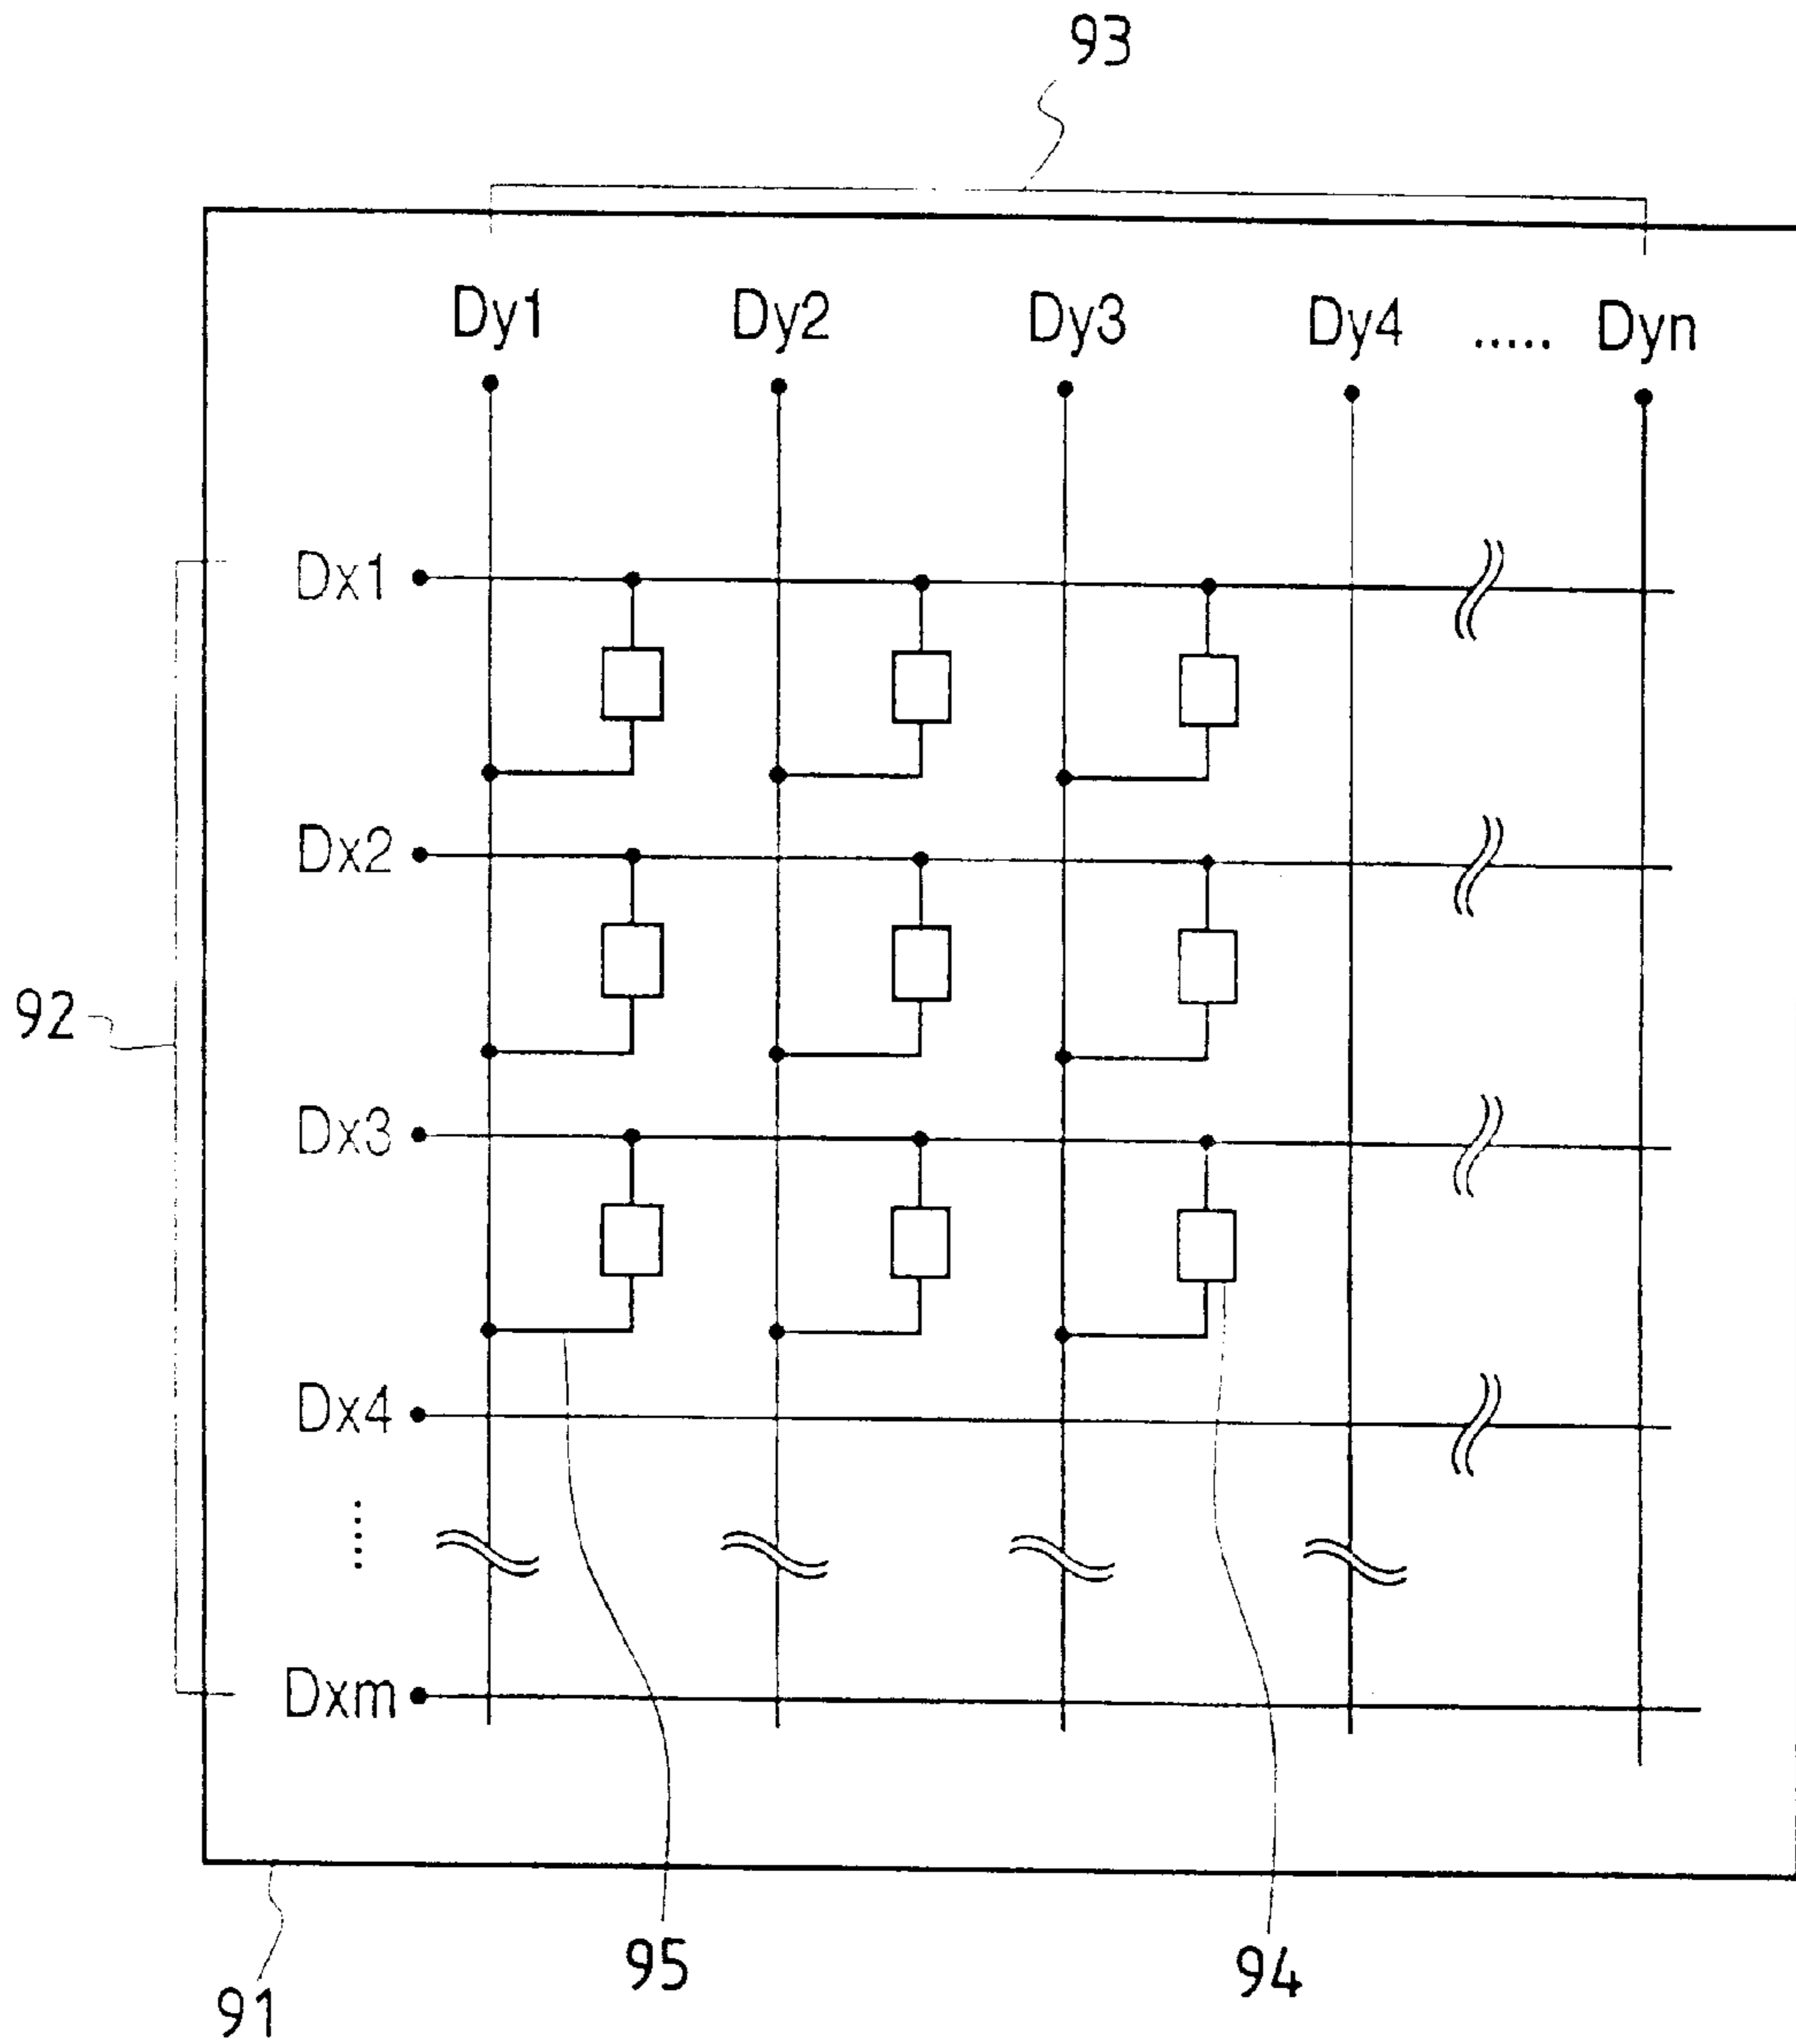 93
Dy1 Dy2 Dy3 Dy4 ..... Dyn
Dx1
Dx2
92
Dx3
Dx4
.....
Dxm
95
94
91